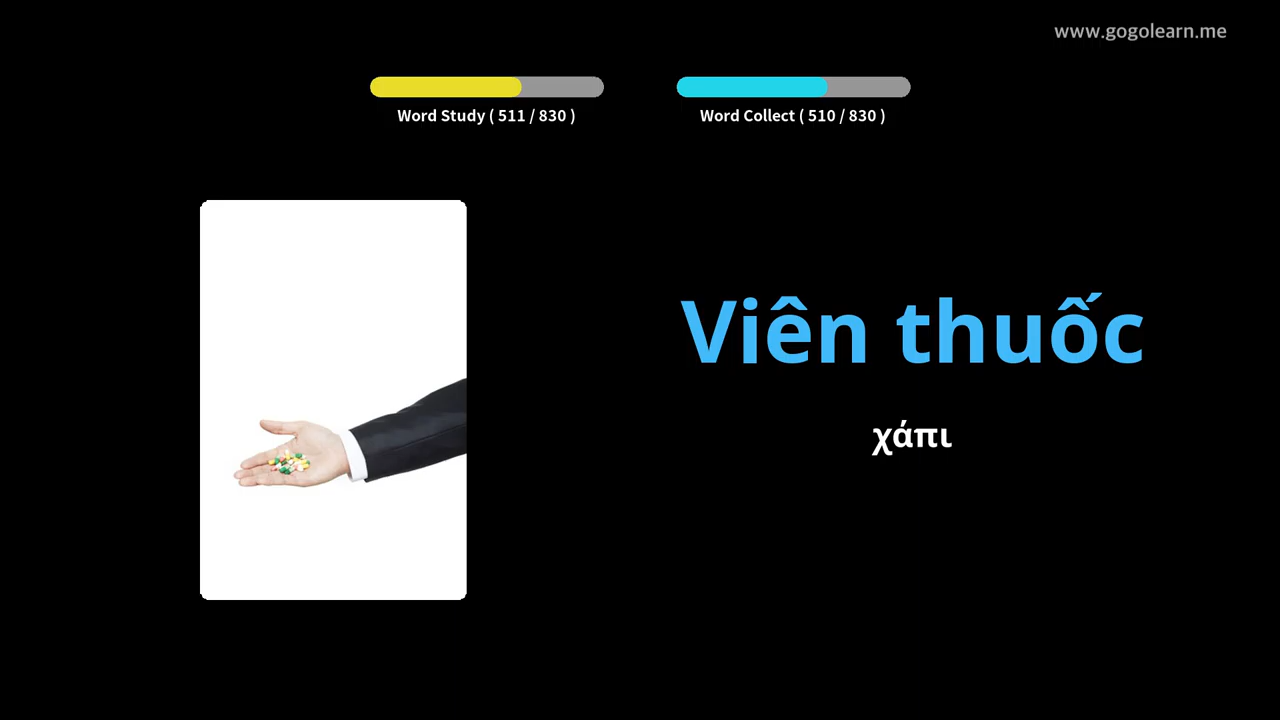 www.gogolearn.me
Word Study ( 511 / 830 )
Word Collect ( 510 / 830 )
Viên thuốc
χάπι